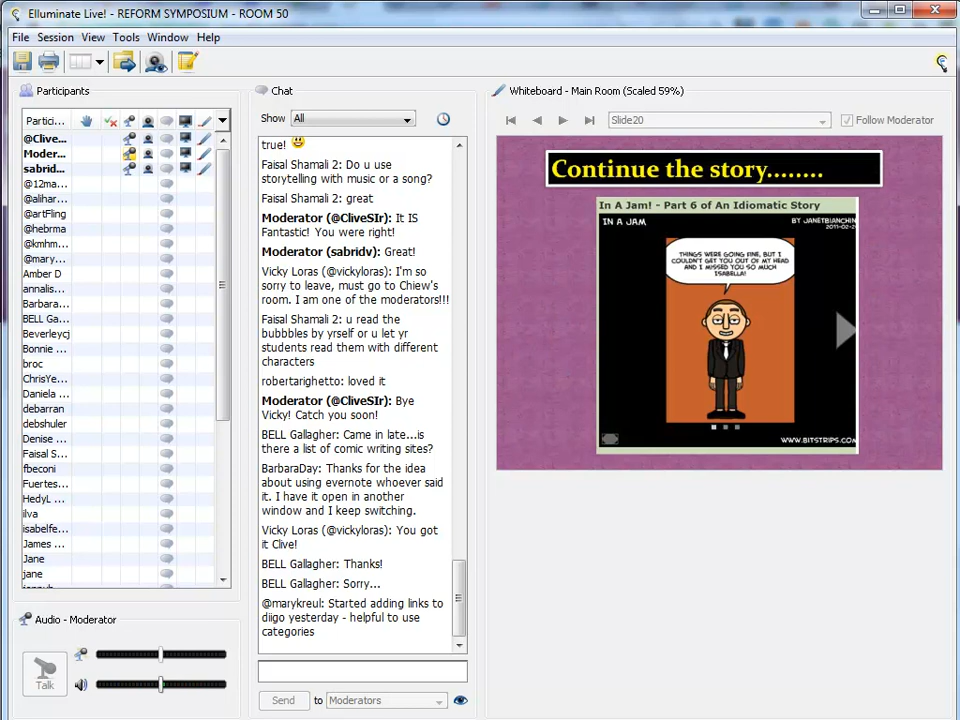 Elluminate Live! - REFORM SYMPOSIUM - ROOM 50
File Session View Tools Window Help
Participants
Partici...
@Clive...
Moder...
sabrid...
@12ma...
@alihar...
@artFling
@hebrma
@kmhm...
@mary...
Amber D
annalis...
Barbara...
BELL Ga...
Beverleycj
Bonnie ...
broc
ChrisYe...
Daniela ...
debarran
debshuler
Denise ...
Faisal S...
fbeconi
Fuertes...
HedyL ...
ilva
isabelfe...
James ...
Jane
jane
Audio - Moderator
Talk
Chat
Show All
true!
Faisal Shamali 2: Do u use
storytelling with music or a song?
Faisal Shamali 2: great
Moderator (@CliveSIr): It IS
Fantastic! You were right!
Moderator (sabridv): Great!
Vicky Loras (@vickyloras): I'm so
sorry to leave, must go to Chiew's
room. I am one of the moderators!!!
Faisal Shamali 2: u read the
bubbbles by yrself or u let yr
students read them with different
characters
robertarighetto: loved it
Moderator (@CliveSIr): Bye
Vicky! Catch you soon!
BELL Gallagher: Came in late...is
there a list of comic writing sites?
BarbaraDay: Thanks for the idea
about using evernote whoever said
it. I have it open in another
window and I keep switching.
Vicky Loras (@vickyloras): You got
it Clive!
BELL Gallagher: Thanks!
BELL Gallagher: Sorry...
@marykreul: Started adding links to
diigo yesterday - helpful to use
categories
Send to Moderators
Whiteboard - Main Room (Scaled 59%)
Slide20
Follow Moderator
Continue the story........
In A Jam! - Part 6 of An Idiomatic Story
IN A JAM
BY JANETBIANCHIN
2011-02-2
THINGS WERE GOING FINE, BUT I
COULDN'T GET YOU OUT OF MY HEAD
AND I MISSED YOU SO MUCH
ISABELLA!
WWW.BITSTRIPS.COM